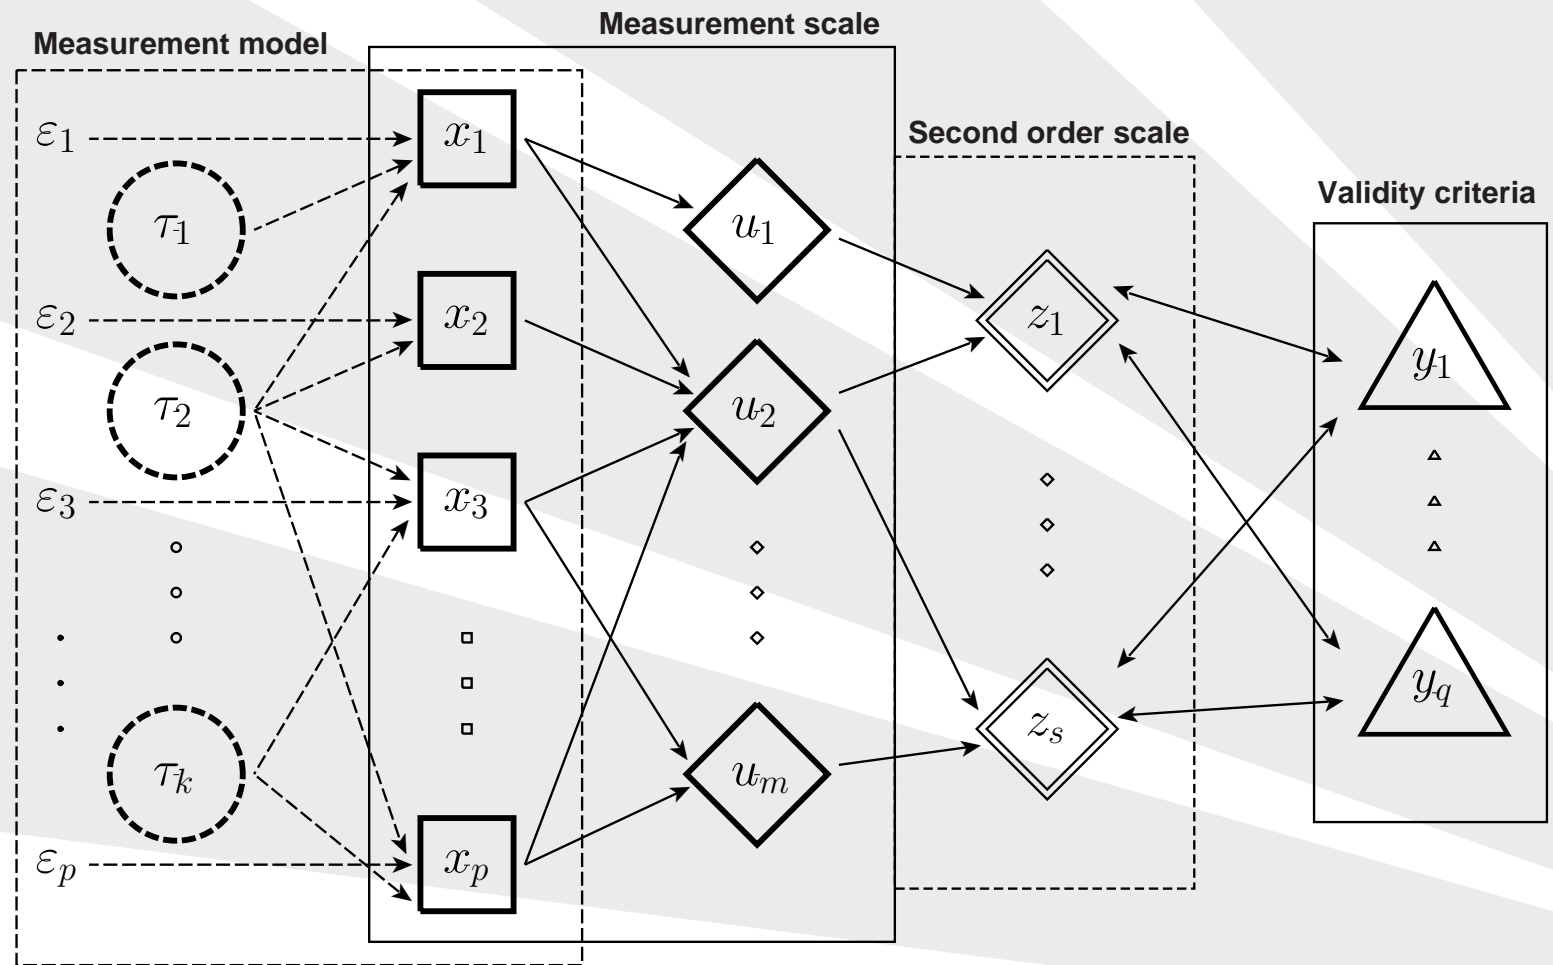 Measurement scale
Measurement model
Second order scale
Validity criteria
ε1
x1
τ1
u1
ε2
x2
z1
y1
τ2
u2
ε3
x3
τk
um
zs
yq
εp
xp